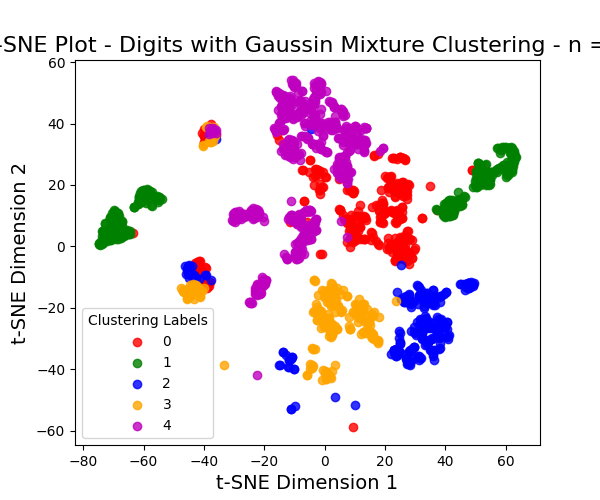 -SNE Plot - Digits with Gaussin Mixture Clustering - n =
60
40
20
0
−20
−40
−60
t-SNE Dimension 2
Clustering Labels
0
1
2
3
4
−80 −60 −40 −20 0 20 40 60
t-SNE Dimension 1